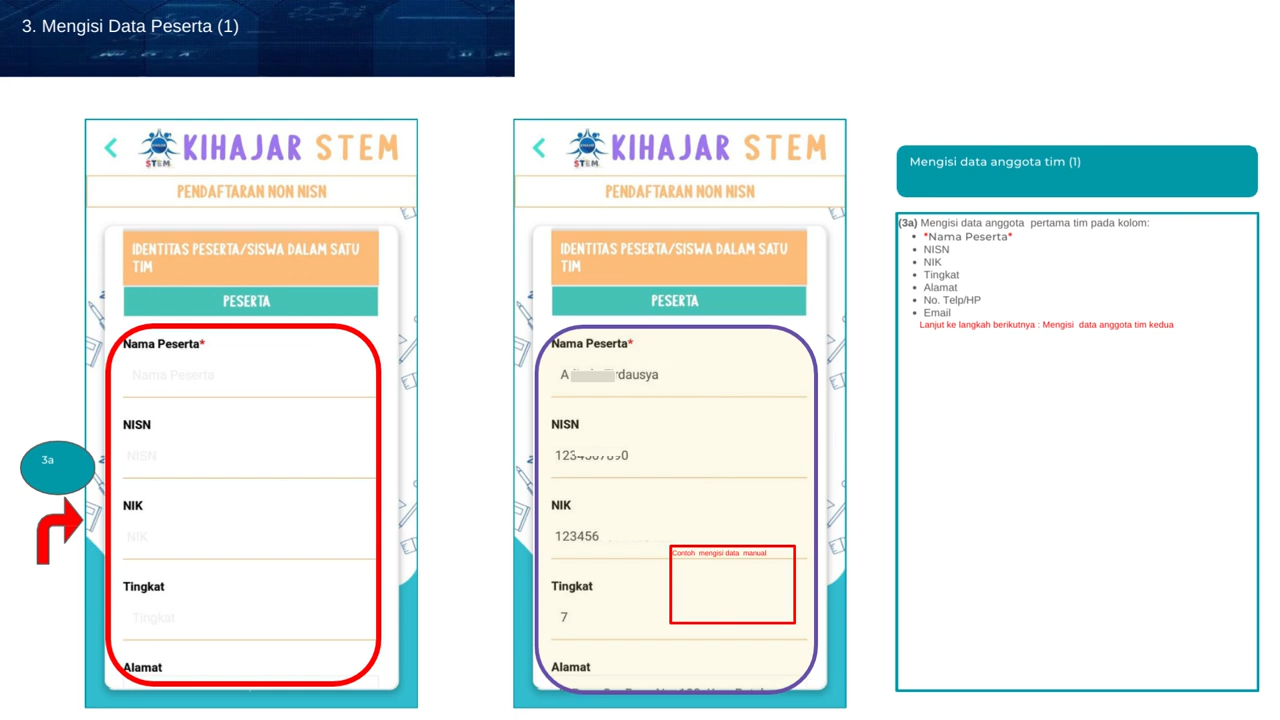 3. Mengisi Data Peserta (1)
KIHAJAR STEM
STEM
PENDAFTARAN NON NISN
IDENTITAS PESERTA/SISWA DALAM SATU
TIM
PESERTA
Nama Peserta*
Nama Peserta
NISN
NISN
NIK
NIK
Tingkat
Tingkat
Alamat
3a
KIHAJAR STEM
STEM
PENDAFTARAN NON NISN
IDENTITAS PESERTA/SISWA DALAM SATU
TIM
PESERTA
Nama Peserta*
A rdausya
NISN
NIK
123456
Contoh mengisi data manual
Tingkat
7
Alamat
Mengisi data anggota tim (1)
(3a) Mengisi data anggota pertama tim pada kolom:
• *Nama Peserta*
• NISN
• NIK
• Tingkat
• Alamat
• No. Telp/HP
• Email
Lanjut ke langkah berikutnya : Mengisi data anggota tim kedua